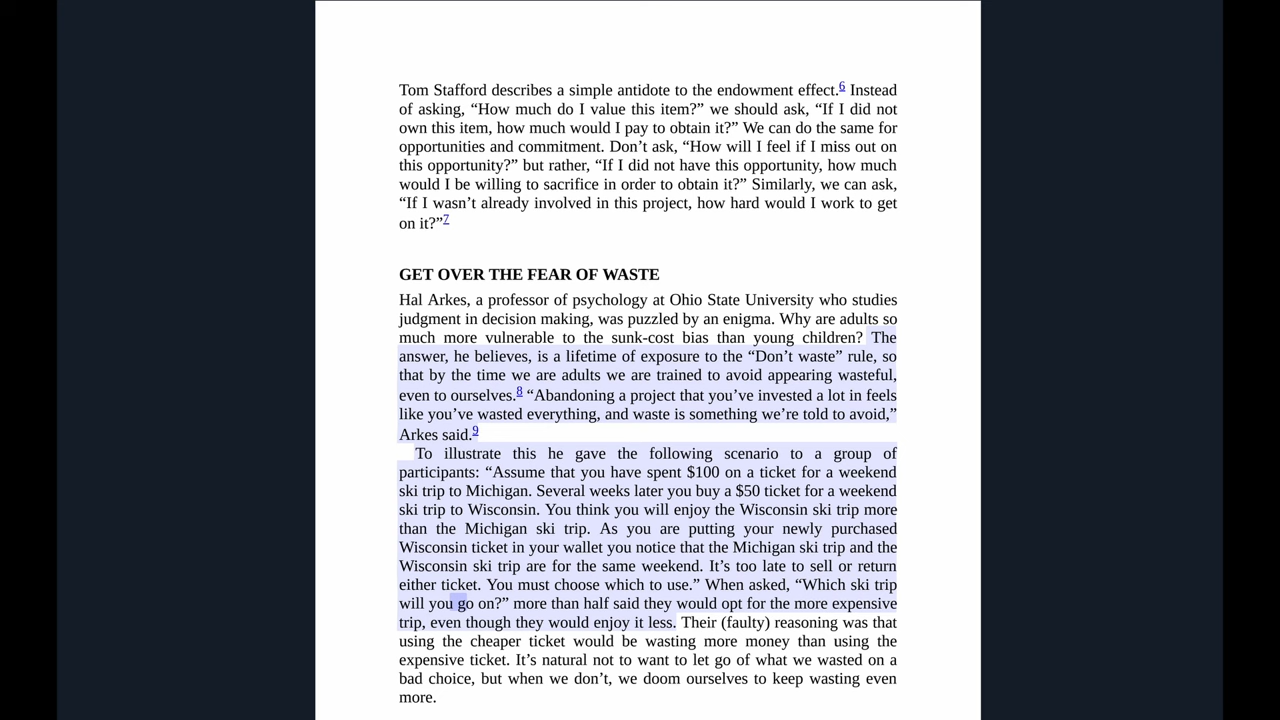 Tom Stafford describes a simple antidote to the endowment effect.6 Instead
of asking, “How much do I value this item?” we should ask, “If I did not
own this item, how much would I pay to obtain it?” We can do the same for
opportunities and commitment. Don’t ask, “How will I feel if I miss out on
this opportunity?” but rather, “If I did not have this opportunity, how much
would I be willing to sacrifice in order to obtain it?” Similarly, we can ask,
“If I wasn’t already involved in this project, how hard would I work to get
on it?”7
GET OVER THE FEAR OF WASTE
Hal Arkes, a professor of psychology at Ohio State University who studies
judgment in decision making, was puzzled by an enigma. Why are adults so
much more vulnerable to the sunk-cost bias than young children? The
answer, he believes, is a lifetime of exposure to the “Don’t waste” rule, so
that by the time we are adults we are trained to avoid appearing wasteful,
even to ourselves.8 “Abandoning a project that you’ve invested a lot in feels
like you’ve wasted everything, and waste is something we’re told to avoid,”
Arkes said.9
To illustrate this he gave the following scenario to a group of
participants: “Assume that you have spent $100 on a ticket for a weekend
ski trip to Michigan. Several weeks later you buy a $50 ticket for a weekend
ski trip to Wisconsin. You think you will enjoy the Wisconsin ski trip more
than the Michigan ski trip. As you are putting your newly purchased
Wisconsin ticket in your wallet you notice that the Michigan ski trip and the
Wisconsin ski trip are for the same weekend. It’s too late to sell or return
either ticket. You must choose which to use.” When asked, “Which ski trip
will you go on?” more than half said they would opt for the more expensive
trip, even though they would enjoy it less. Their (faulty) reasoning was that
using the cheaper ticket would be wasting more money than using the
expensive ticket. It’s natural not to want to let go of what we wasted on a
bad choice, but when we don’t, we doom ourselves to keep wasting even
more.